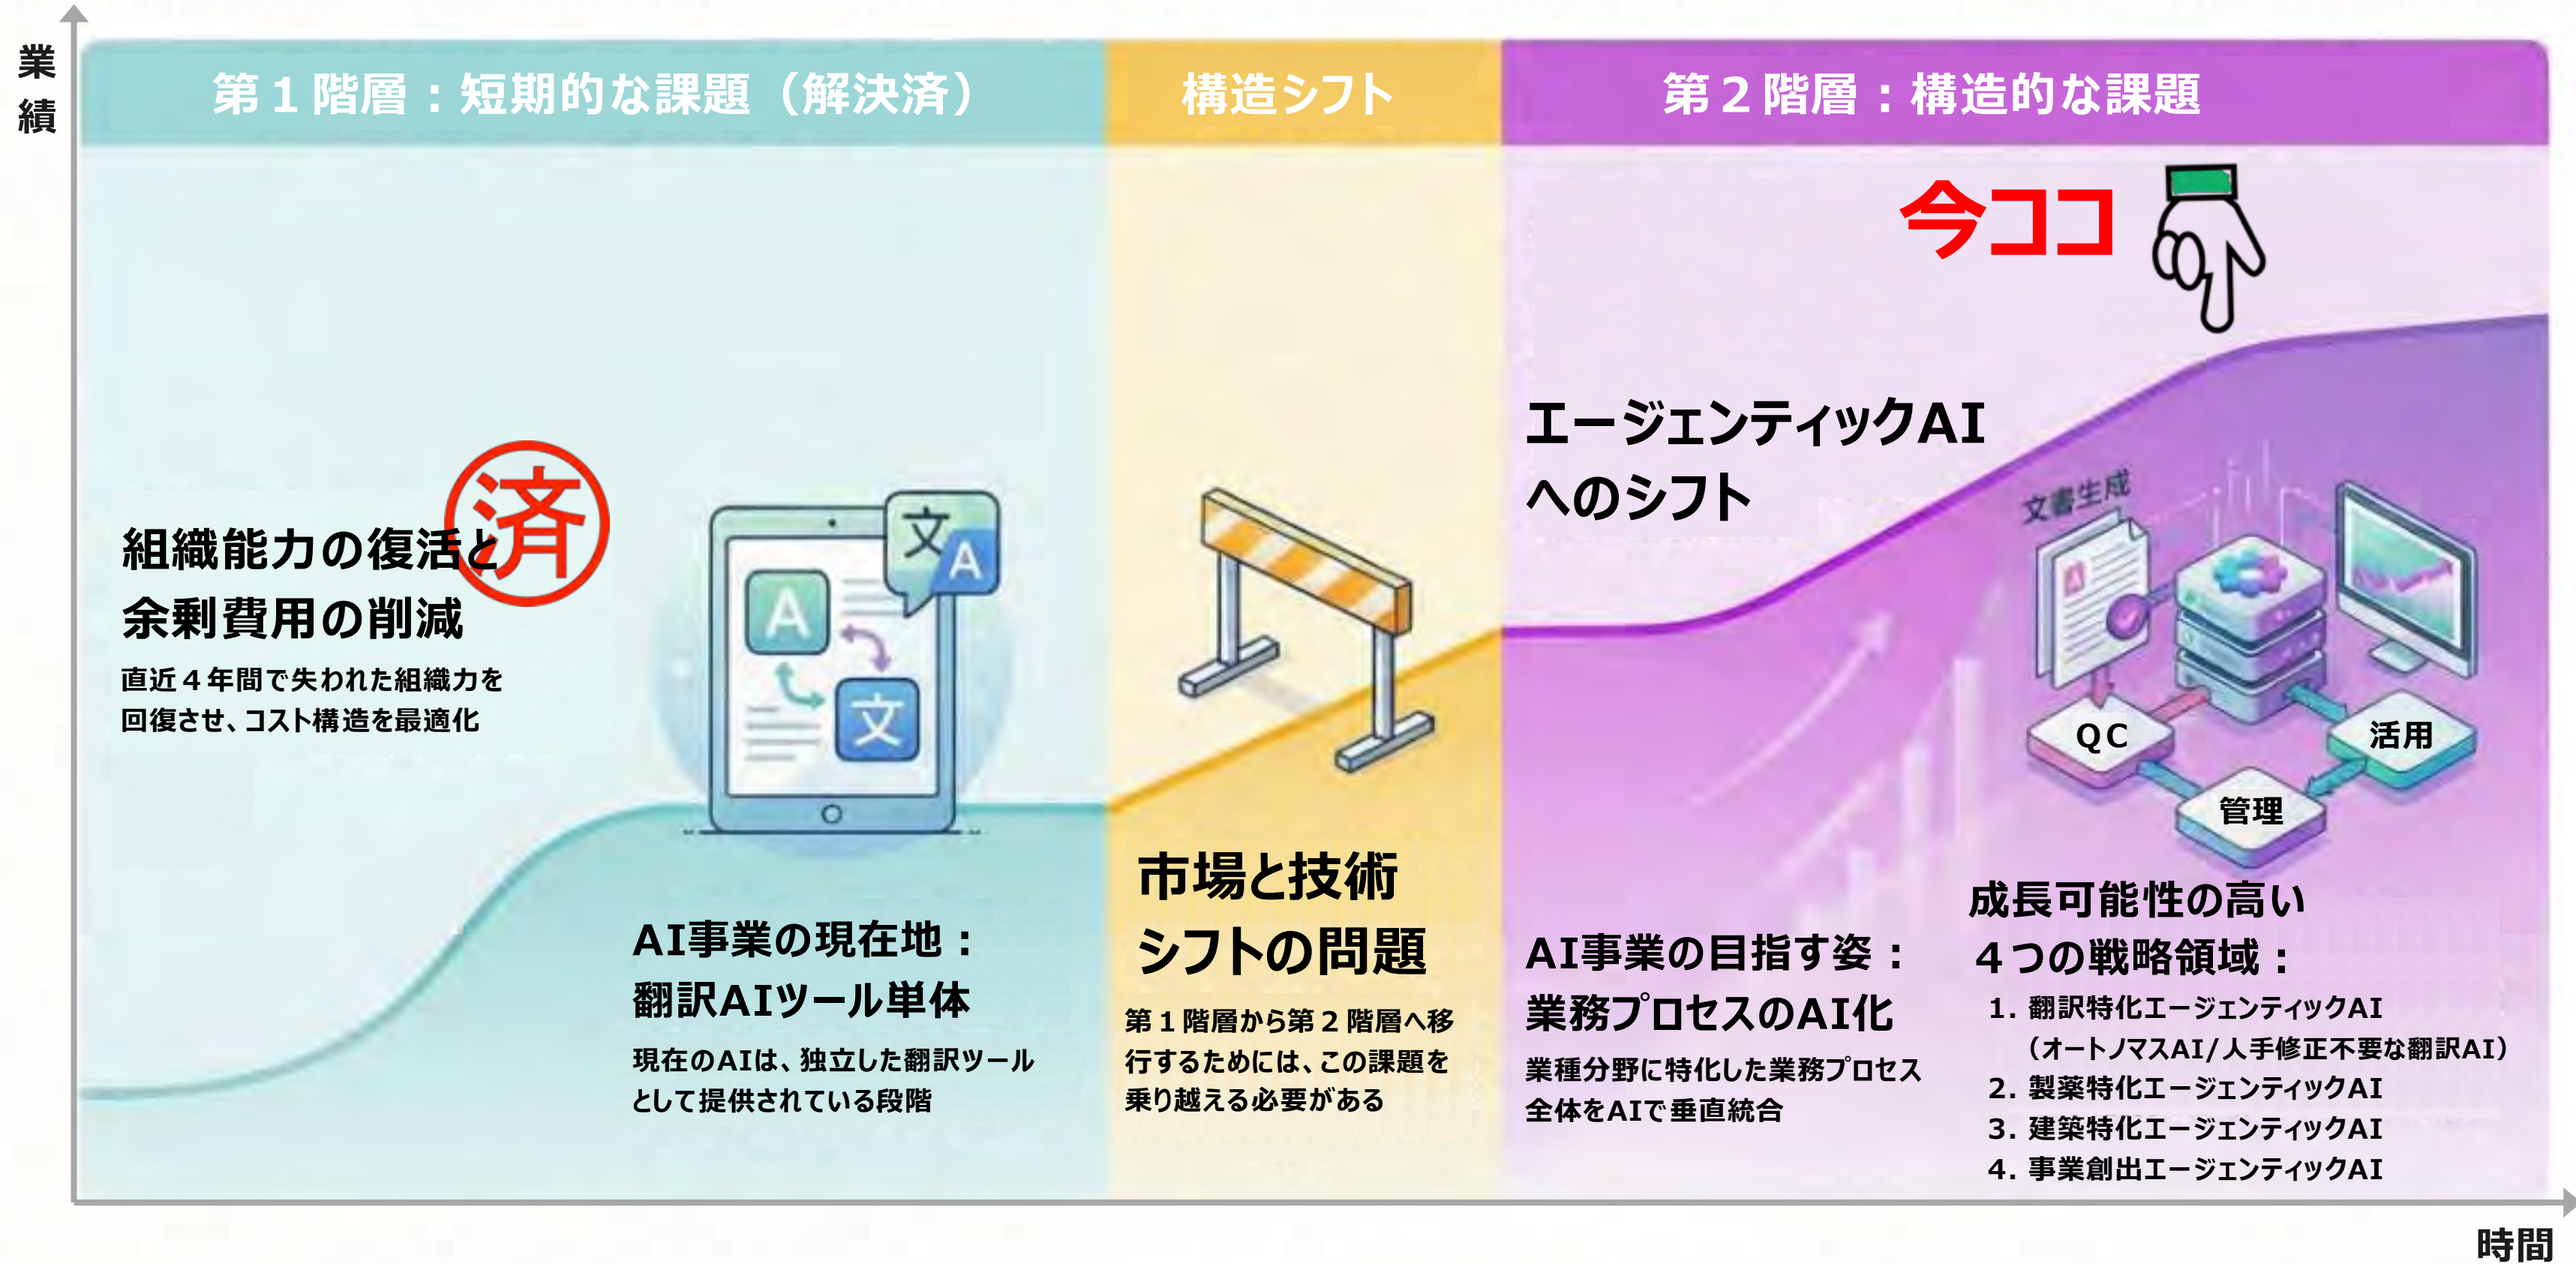 業
績
第１階層：短期的な課題（解決済）
構造シフト
第２階層：構造的な課題
今ココ
済
組織能力の復活と
余剰費用の削減
直近４年間で失われた組織力を
回復させ、コスト構造を最適化
文
A
A
文
AI事業の現在地：
翻訳AIツール単体
現在のAIは、独立した翻訳ツール
として提供されている段階
市場と技術
シフトの問題
第１階層から第２階層へ移
行するためには、この課題を
乗り越える必要がある
エージェンティックAI
へのシフト
文書生成
A
QC
活用
管理
AI事業の目指す姿：
業務プロセスのAI化
業種分野に特化した業務プロセス
全体をAIで垂直統合
成長可能性の高い
４つの戦略領域：
1. 翻訳特化エージェンティックAI
（オートノマスAI/人手修正不要な翻訳AI）
2. 製薬特化エージェンティックAI
3. 建築特化エージェンティックAI
4. 事業創出エージェンティックAI
時間